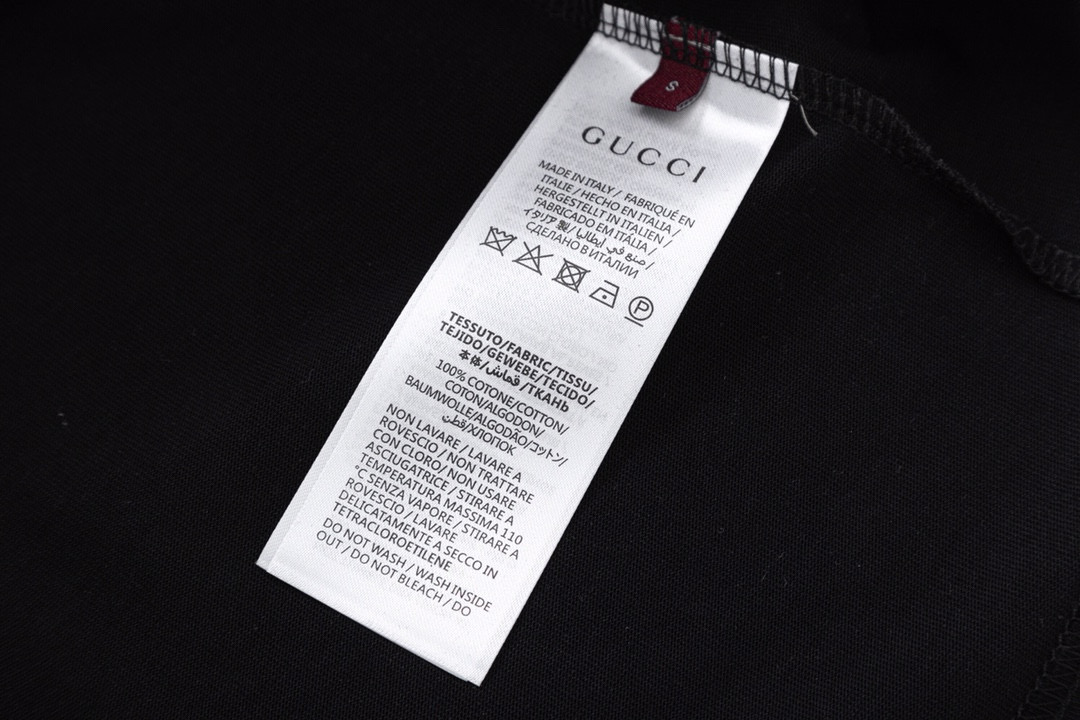 S
GUCCI
MADE IN ITALY / FABRIQUÉ EN
ITALIE / HECHO EN ITALIA /
HERGESTELLT IN ITALIEN /
FABRICADO EM ITÁLIA /
イタリア製 / صنع في ايطاليا /
СДЕЛАНО В ИТАЛИИ
P
TESSUTO/FABRIC/TISSU/
TEJIDO/GEWEBE/TECIDO/
本体/قماش/ТКАНЬ
100% COTONE/COTTON/
COTON/ALGODON/
BAUMWOLLE/ALGODÃO/コットン/
قطن/ХЛОПОК
NON LAVARE / LAVARE A
ROVESCIO / NON TRATTARE
CON CLORO/ NON USARE
ASCIUGATRICE / STIRARE A
TEMPERATURA MASSIMA 110
°C SENZA VAPORE / STIRARE A
ROVESCIO / LAVARE
DELICATAMENTE A SECCO IN
TETRACLOROETILENE
DO NOT WASH / WASH INSIDE
OUT / DO NOT BLEACH / DO